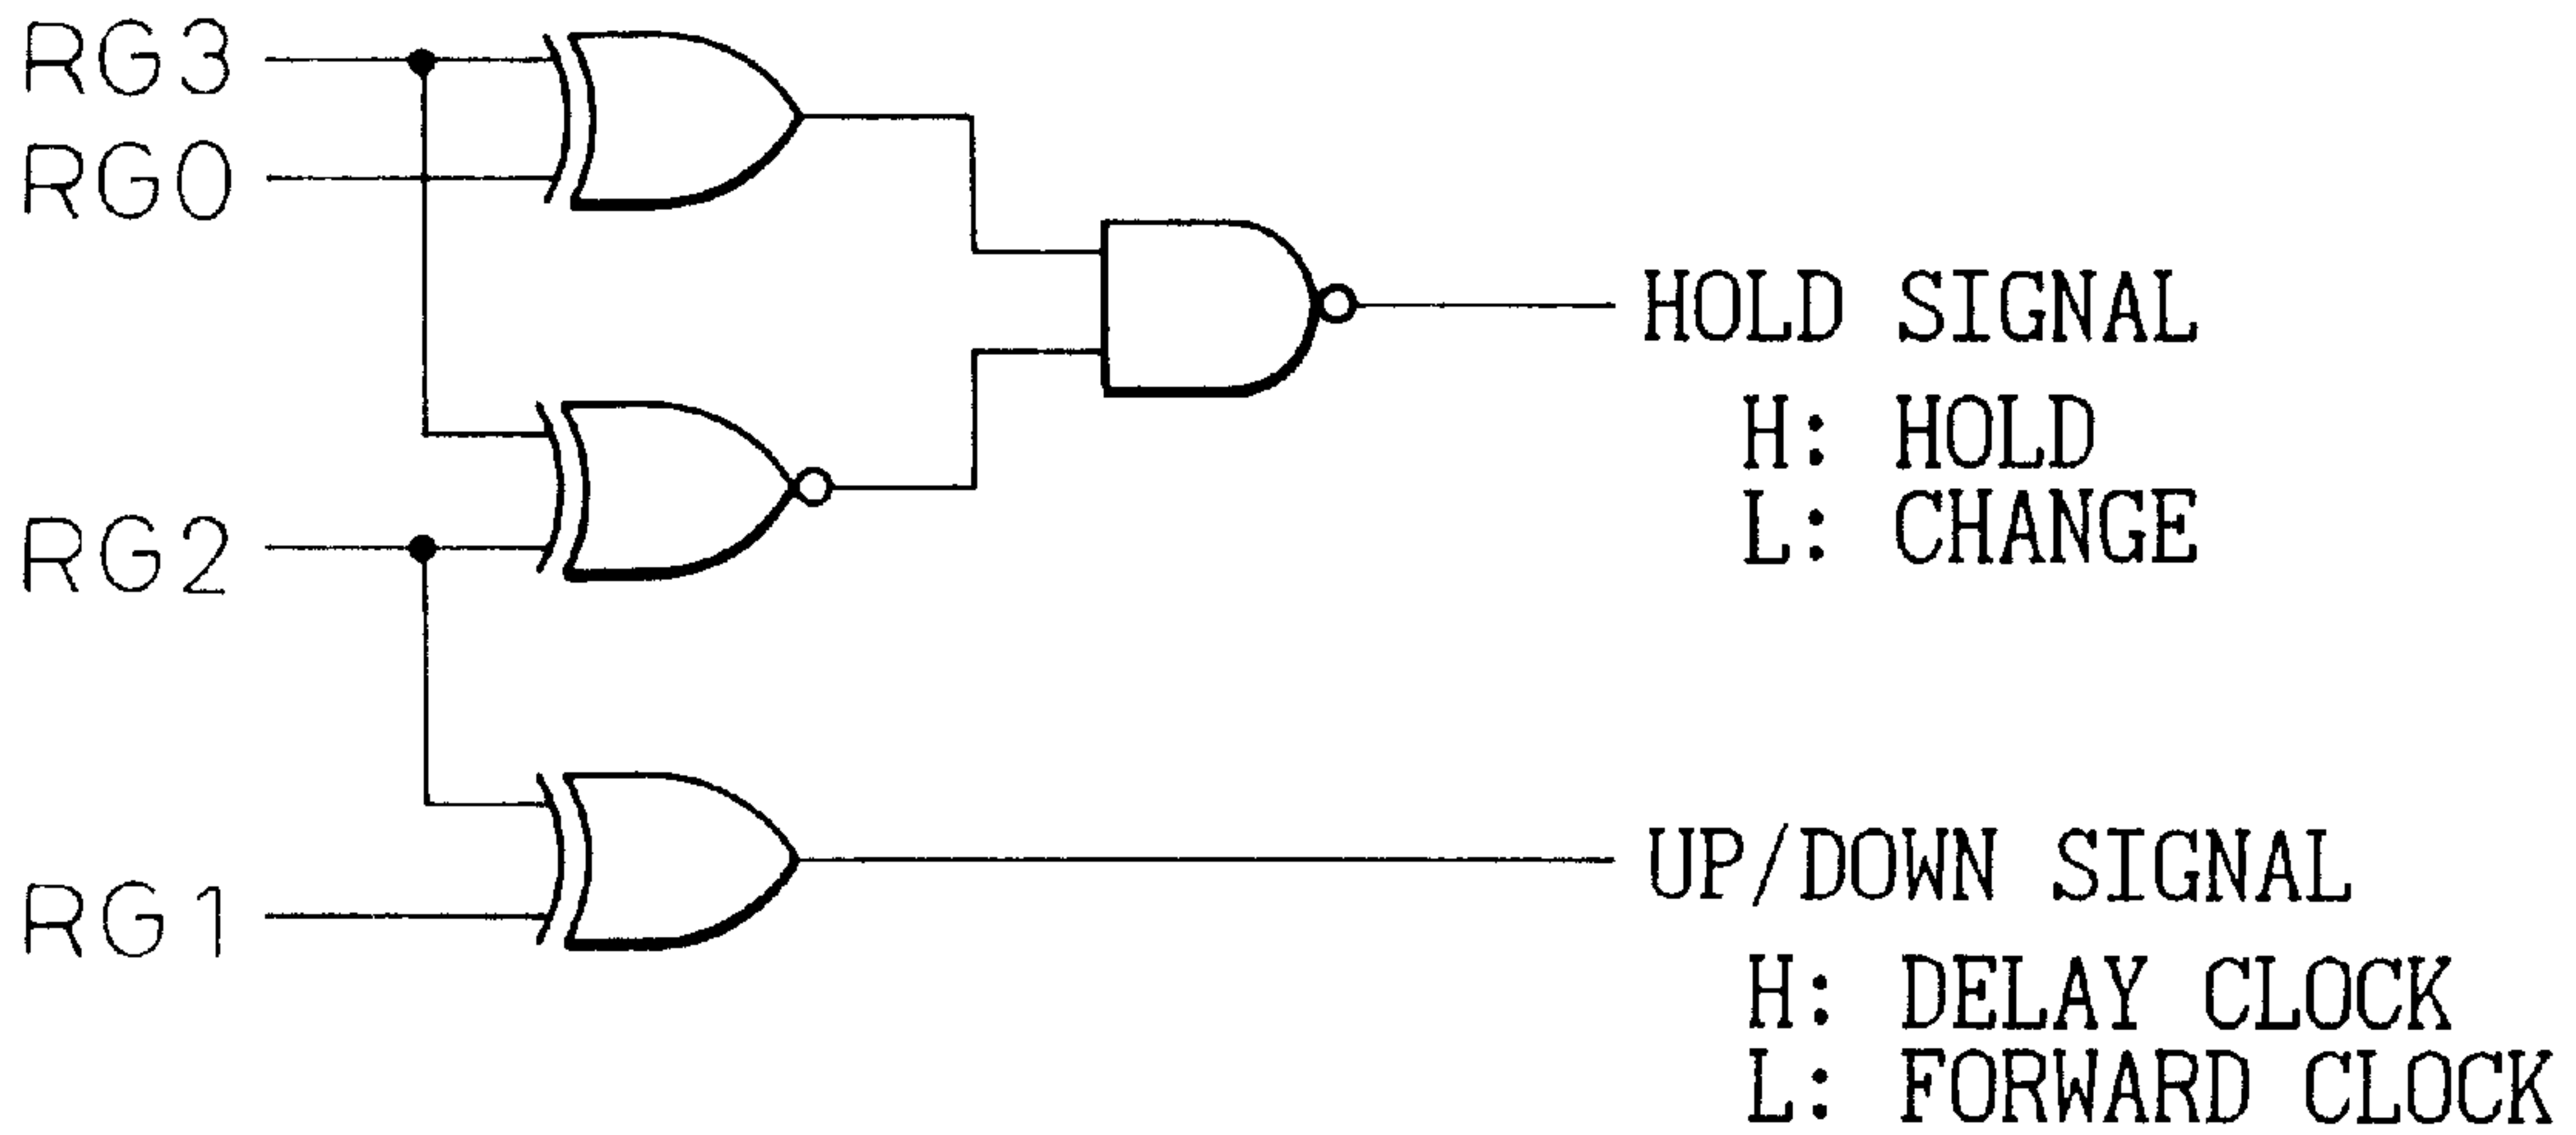 RG3
RG0
HOLD SIGNAL
H: HOLD
L: CHANGE
RG2
RG1
UP/DOWN SIGNAL
H: DELAY CLOCK
L: FORWARD CLOCK